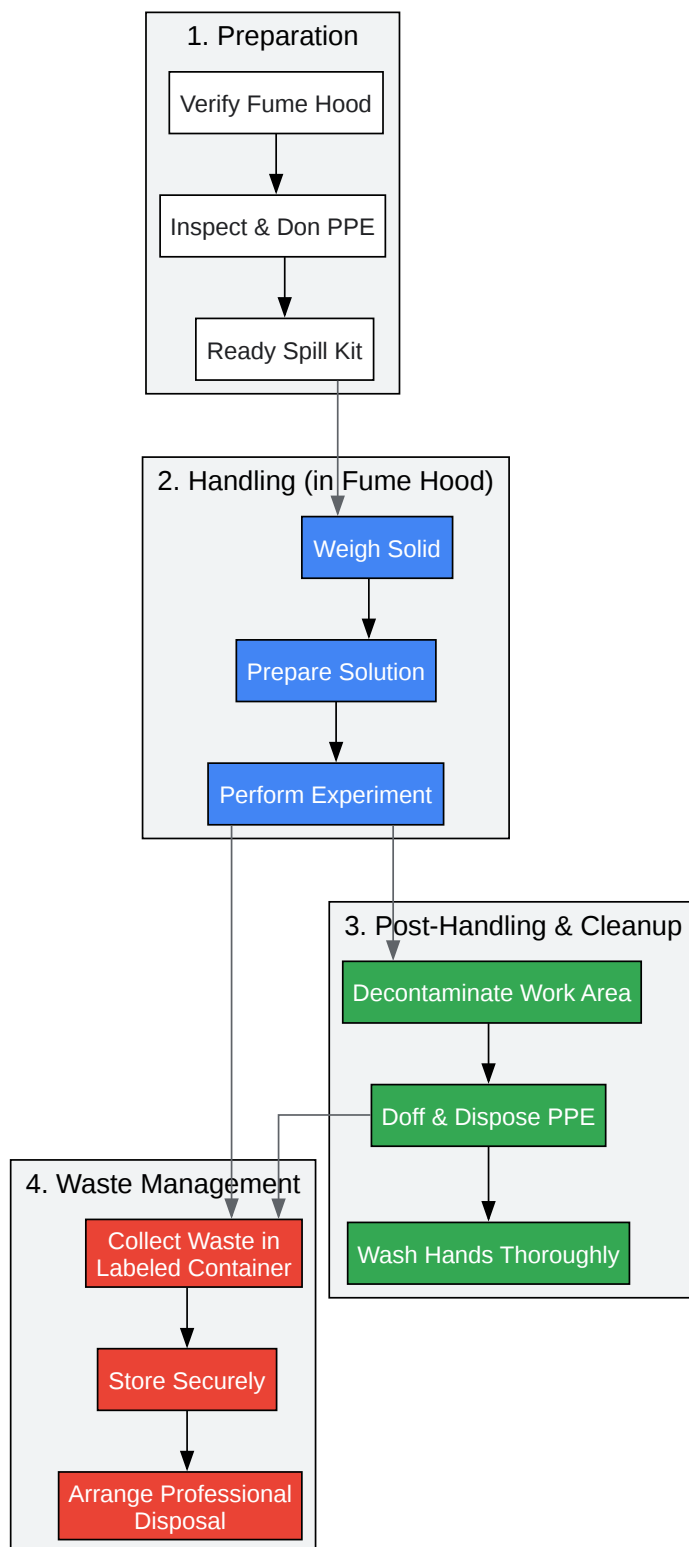 1. Preparation
Verify Fume Hood
Inspect & Don PPE
Ready Spill Kit
2. Handling (in Fume Hood)
Weigh Solid
Prepare Solution
Perform Experiment
3. Post-Handling & Cleanup
Decontaminate Work Area
Doff & Dispose PPE
Wash Hands Thoroughly
4. Waste Management
Collect Waste in
Labeled Container
Store Securely
Arrange Professional
Disposal